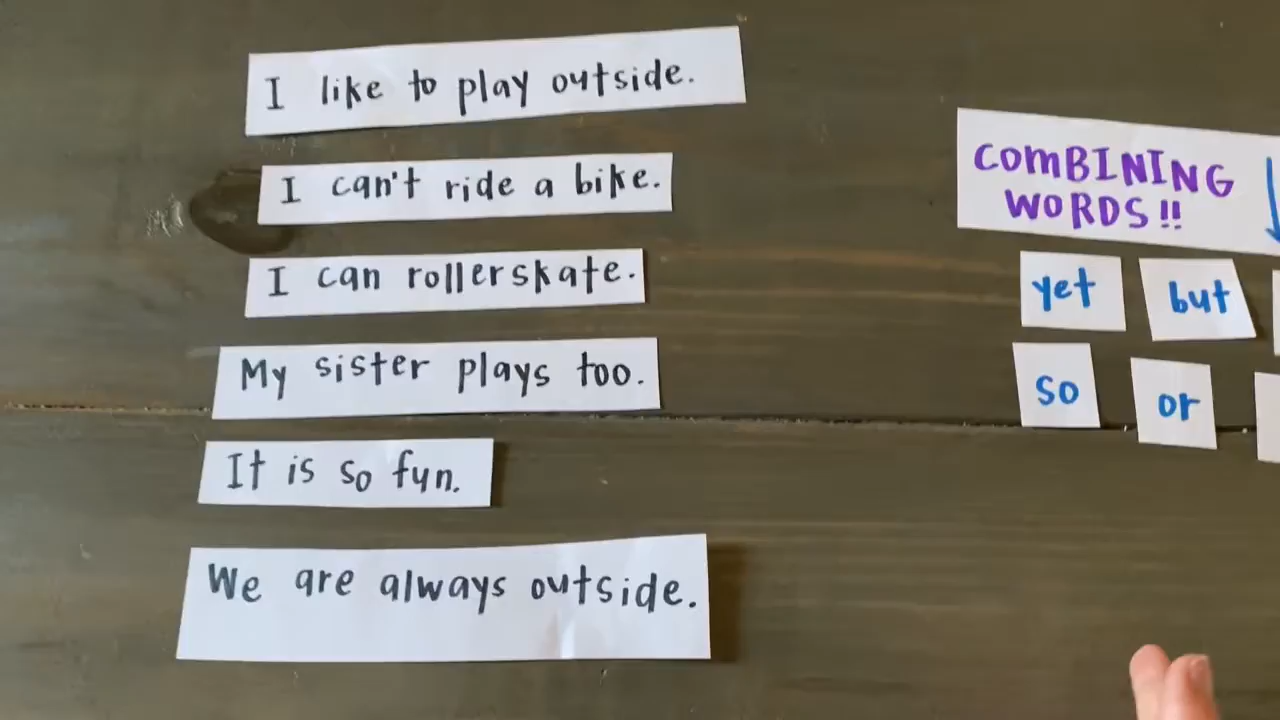 I like to play outside.
I can't ride a bike.
I can rollerskate.
My sister plays too.
It is so fun.
We are always outside.
COMBINING
WORDS!!
yet but
so or